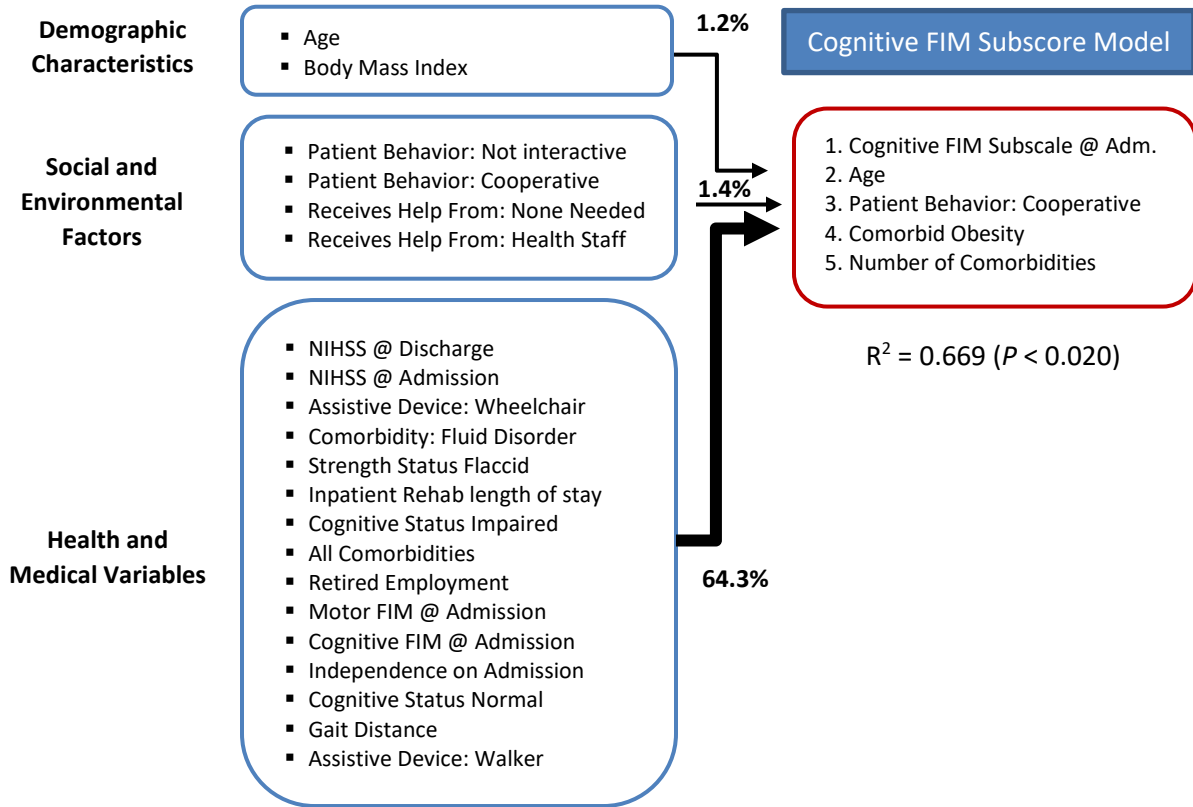 Demographic
Characteristics
▪ Age
▪ Body Mass Index
1.2%
Cognitive FIM Subscore Model
Social and
Environmental
Factors
▪ Patient Behavior: Not interactive
▪ Patient Behavior: Cooperative
▪ Receives Help From: None Needed
▪ Receives Help From: Health Staff
1.4%
1. Cognitive FIM Subscale @ Adm.
2. Age
3. Patient Behavior: Cooperative
4. Comorbid Obesity
5. Number of Comorbidities
R² = 0.669 (P < 0.020)
Health and
Medical Variables
▪ NIHSS @ Discharge
▪ NIHSS @ Admission
▪ Assistive Device: Wheelchair
▪ Comorbidity: Fluid Disorder
▪ Strength Status Flaccid
▪ Inpatient Rehab length of stay
▪ Cognitive Status Impaired
▪ All Comorbidities
▪ Retired Employment
▪ Motor FIM @ Admission
▪ Cognitive FIM @ Admission
▪ Independence on Admission
▪ Cognitive Status Normal
▪ Gait Distance
▪ Assistive Device: Walker
64.3%